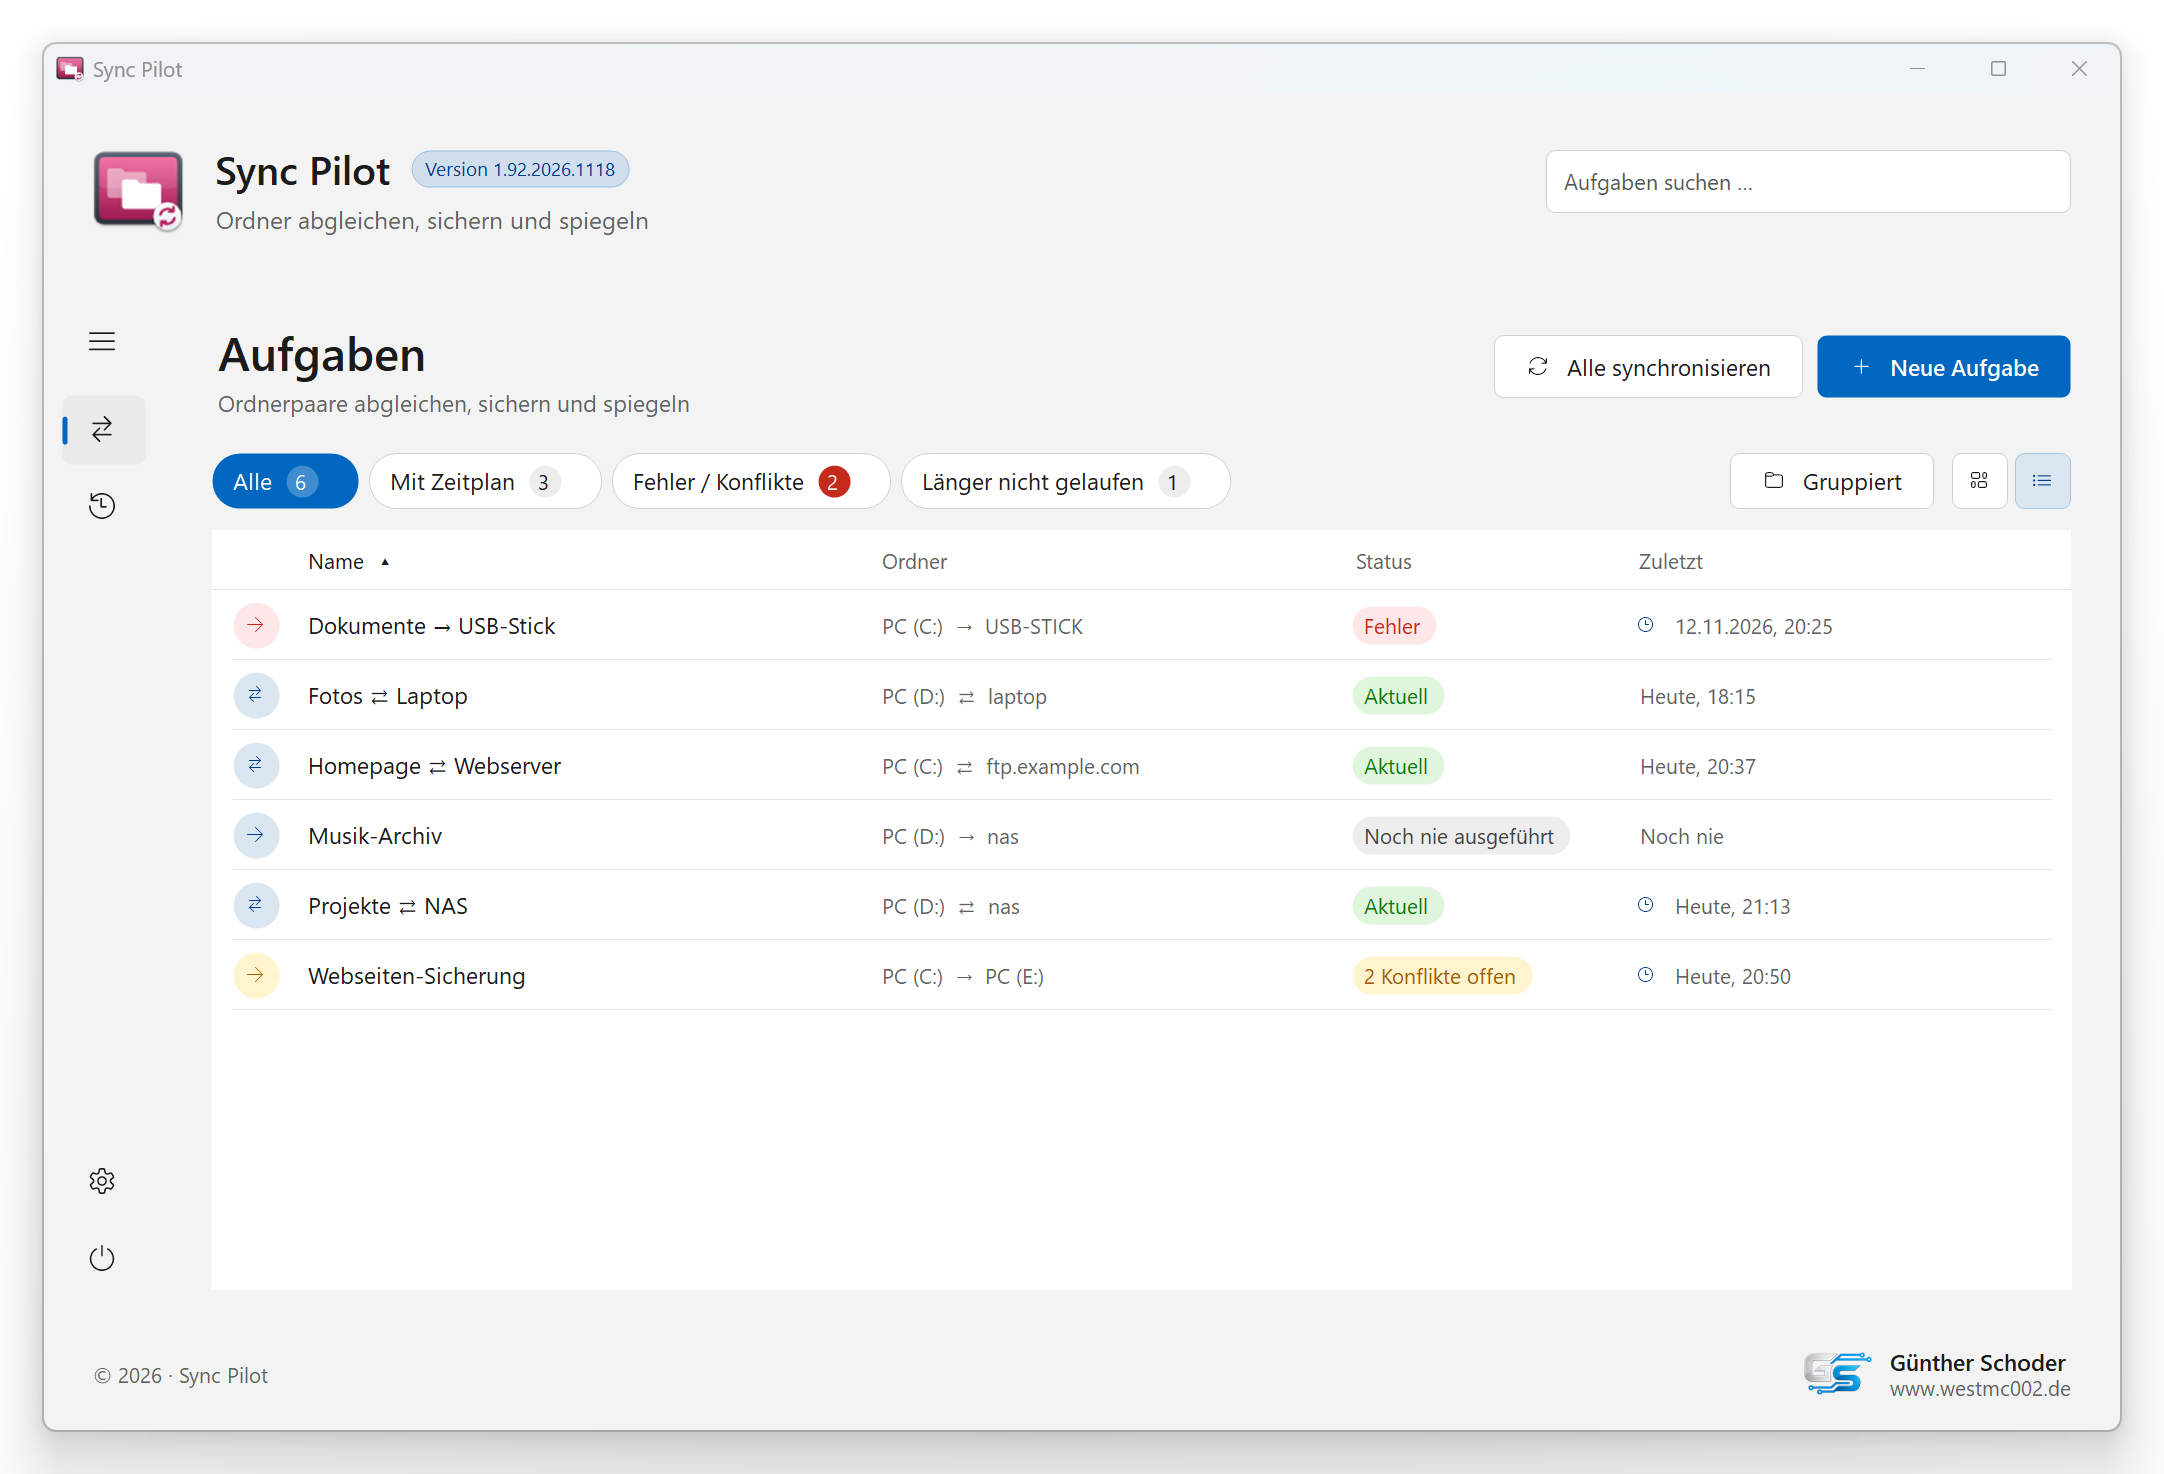 Sync Pilot
Sync Pilot Version 1.92.2026.1118
Ordner abgleichen, sichern und spiegeln
Aufgaben suchen ...
Aufgaben
Ordnerpaare abgleichen, sichern und spiegeln
Alle synchronisieren
+ Neue Aufgabe
Alle 6 Mit Zeitplan 3 Fehler / Konflikte 2 Länger nicht gelaufen 1
Gruppiert
Name ▲ Ordner Status Zuletzt
Dokumente → USB-Stick PC (C:) → USB-STICK Fehler 12.11.2026, 20:25
Fotos ⇄ Laptop PC (D:) ⇄ laptop Aktuell Heute, 18:15
Homepage ⇄ Webserver PC (C:) ⇄ ftp.example.com Aktuell Heute, 20:37
Musik-Archiv PC (D:) → nas Noch nie ausgeführt Noch nie
Projekte ⇄ NAS PC (D:) ⇄ nas Aktuell Heute, 21:13
Webseiten-Sicherung PC (C:) → PC (E:) 2 Konflikte offen Heute, 20:50
© 2026 · Sync Pilot
GS
Günther Schoder
www.westmc002.de